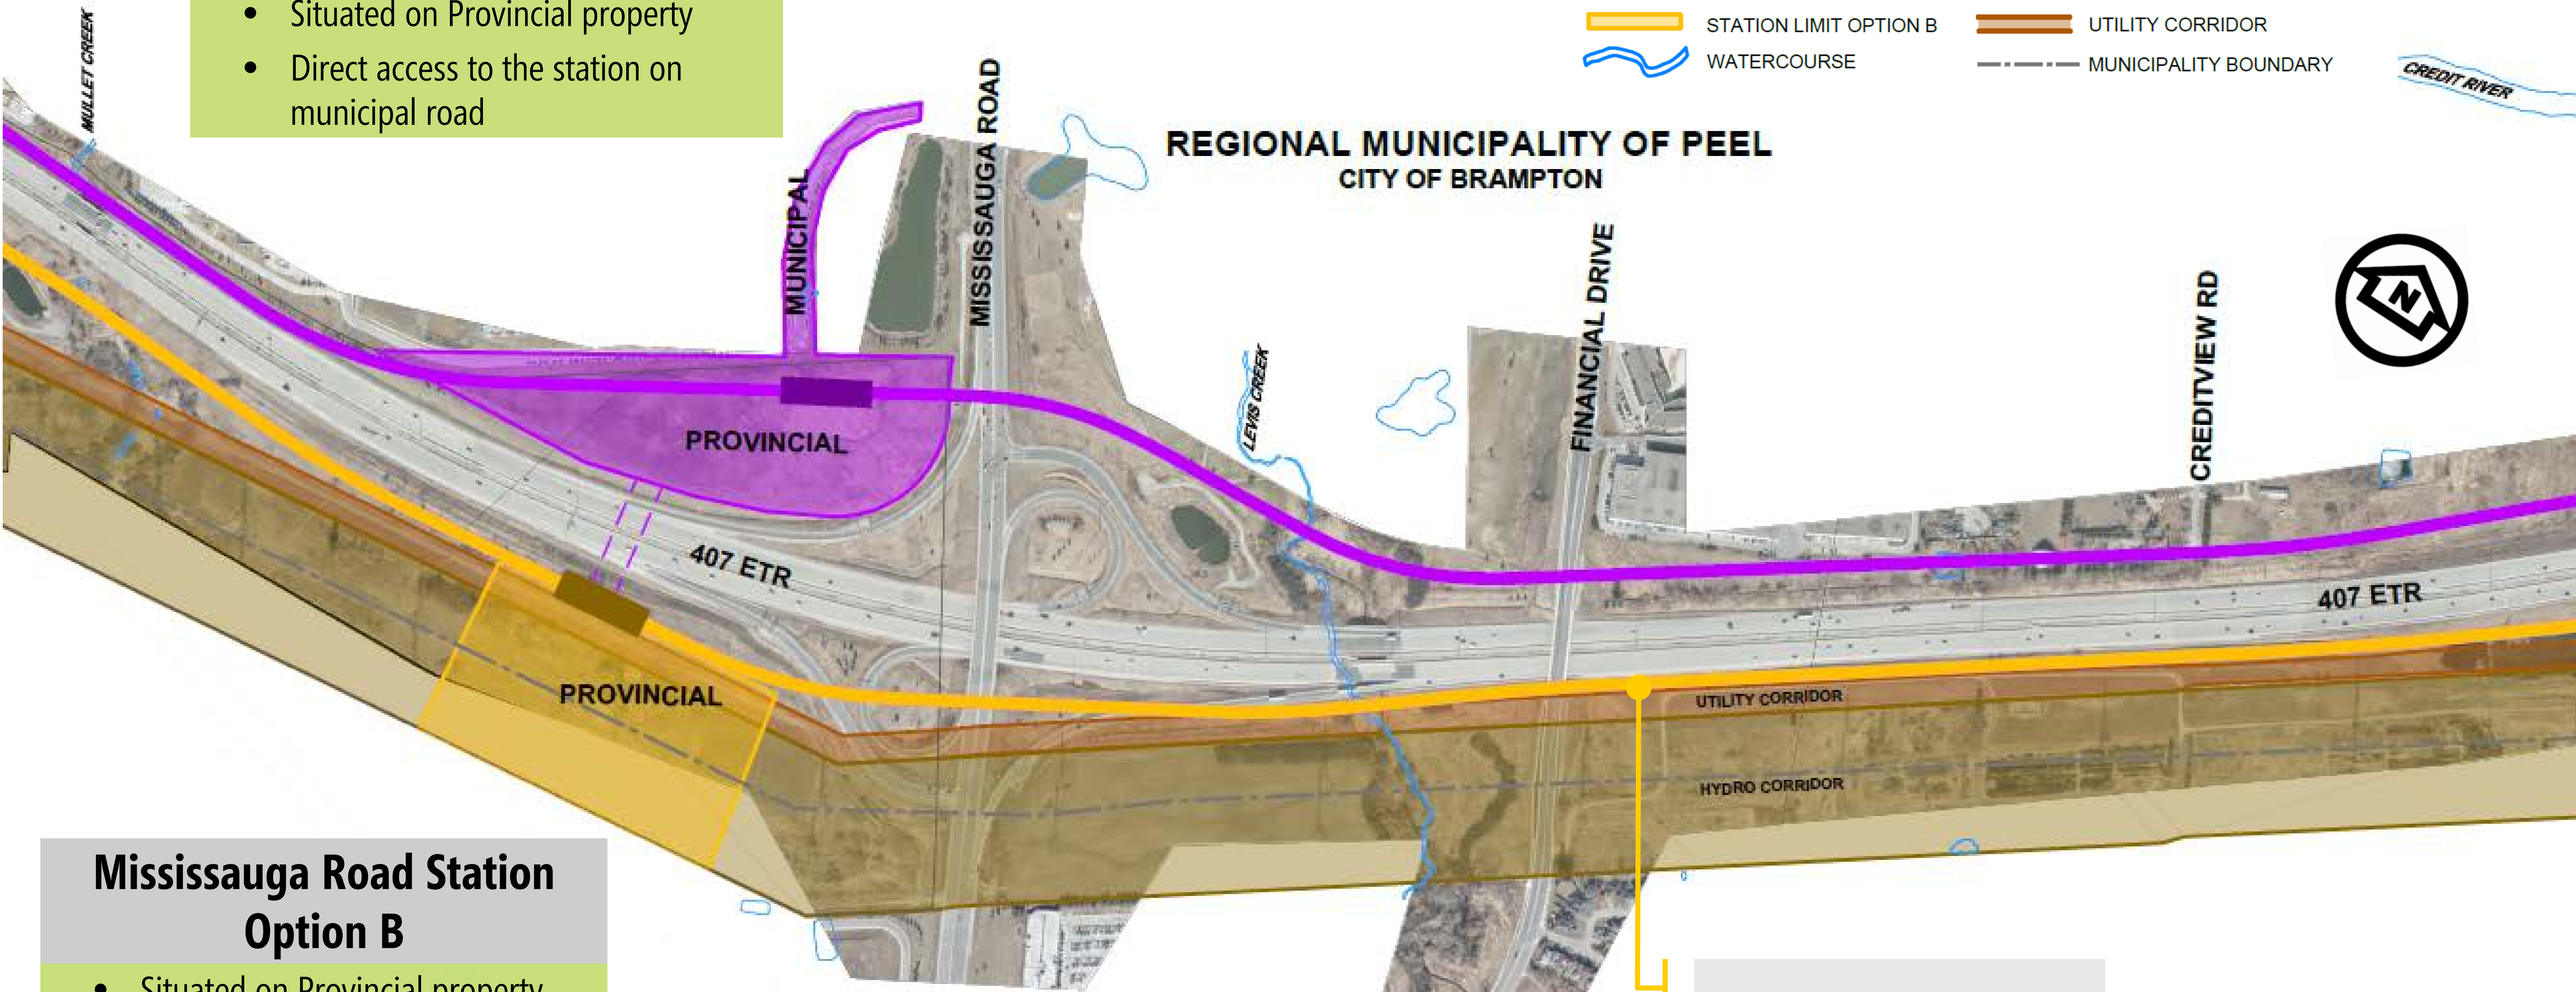 • Situated on Provincial property
• Direct access to the station on
municipal road
STATION LIMIT OPTION B
UTILITY CORRIDOR
WATERCOURSE
MUNICIPALITY BOUNDARY
MULLET CREEK
CREDIT RIVER
MISSISSAUGA ROAD
REGIONAL MUNICIPALITY OF PEEL
CITY OF BRAMPTON
MUNICIPAL
FINANCIAL DRIVE
CREDITVIEW RD
N
LEVIS CREEK
PROVINCIAL
407 ETR
407 ETR
PROVINCIAL
UTILITY CORRIDOR
HYDRO CORRIDOR
Mississauga Road Station
Option B
• Situated on Provincial property